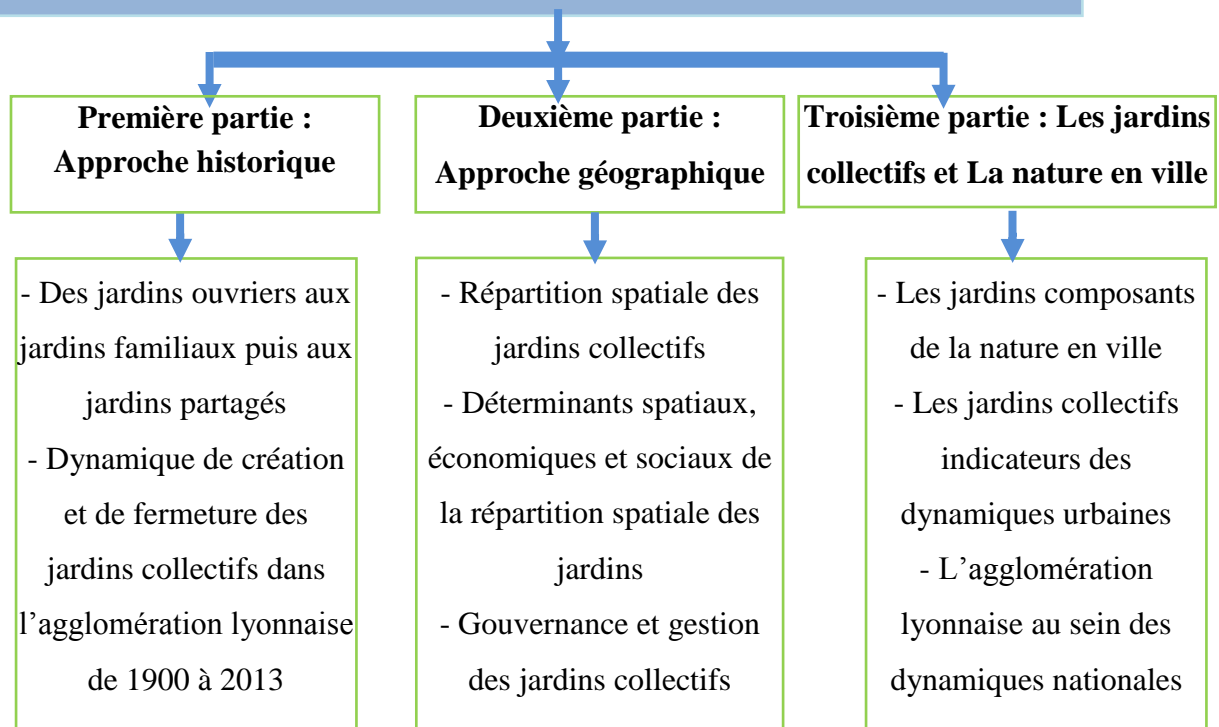 Première partie :
Approche historique
Deuxième partie :
Approche géographique
Troisième partie : Les jardins
collectifs et La nature en ville
- Des jardins ouvriers aux
jardins familiaux puis aux
jardins partagés
- Dynamique de création
et de fermeture des
jardins collectifs dans
l’agglomération lyonnaise
de 1900 à 2013
- Répartition spatiale des
jardins collectifs
- Déterminants spatiaux,
économiques et sociaux de
la répartition spatiale des
jardins
- Gouvernance et gestion
des jardins collectifs
- Les jardins composants
de la nature en ville
- Les jardins collectifs
indicateurs des
dynamiques urbaines
- L’agglomération
lyonnaise au sein des
dynamiques nationales